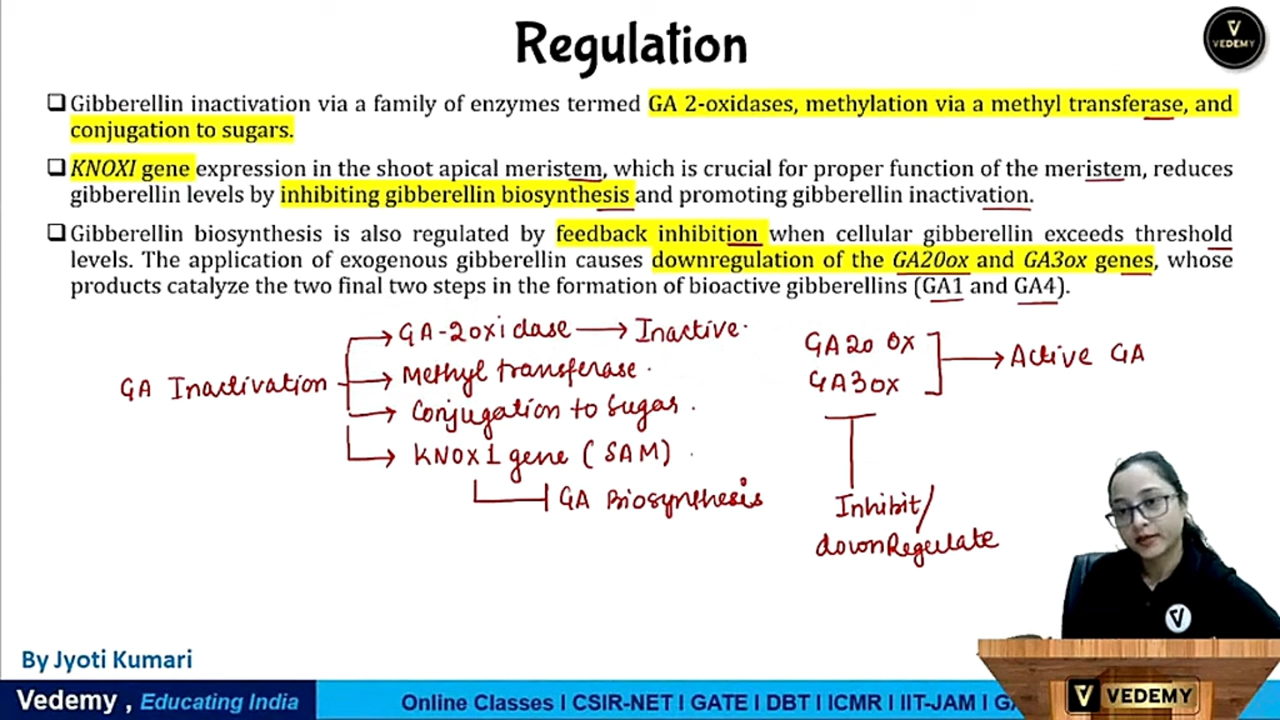 Regulation
VEDEMY
❑ Gibberellin inactivation via a family of enzymes termed GA 2-oxidases, methylation via a methyl transferase, and
conjugation to sugars.
❑ KNOXI gene expression in the shoot apical meristem, which is crucial for proper function of the meristem, reduces
gibberellin levels by inhibiting gibberellin biosynthesis and promoting gibberellin inactivation.
❑ Gibberellin biosynthesis is also regulated by feedback inhibition when cellular gibberellin exceeds threshold
levels. The application of exogenous gibberellin causes downregulation of the GA20ox and GA3ox genes, whose
products catalyze the two final two steps in the formation of bioactive gibberellins (GA1 and GA4).
GA-2oxidase → Inactive.
GA Inactivation
Methyl transferase.
Conjugation to Sugar.
KNOX1 gene (SAM)
GA Biosynthesis
GA20 OX
GA3OX
→ Active GA
Inhibit/
downRegulate
By Jyoti Kumari
Vedemy , Educating India
Online Classes I CSIR-NET I GATE I DBT I ICMR I IIT-JAM I GA
VEDEMY